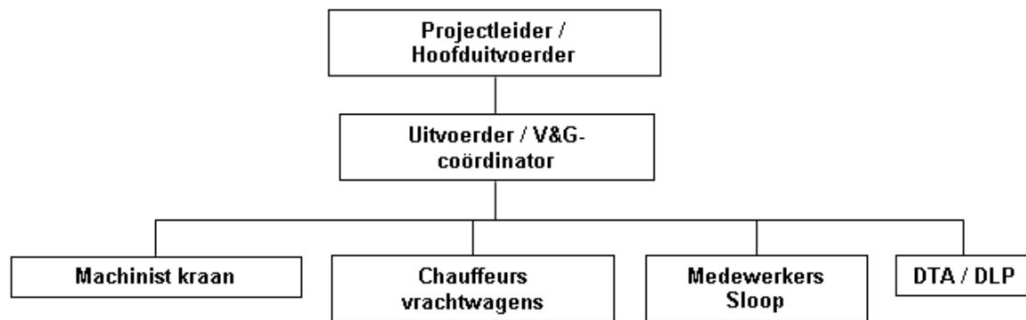 Projectleider /
Hoofduitvoerder
Uitvoerder / V&G-
coördinator
Machinist kraan
Chauffeurs
vrachtwagens
Medewerkers
Sloop
DTA / DLP